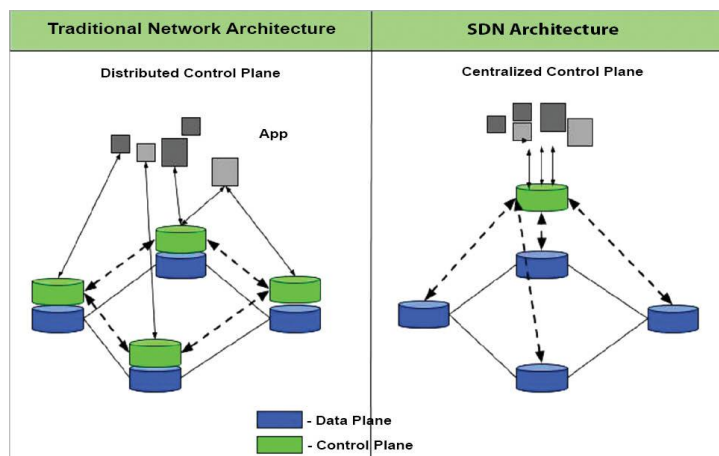 Traditional Network Architecture
SDN Architecture
Distributed Control Plane
Centralized Control Plane
App
- Data Plane
- Control Plane